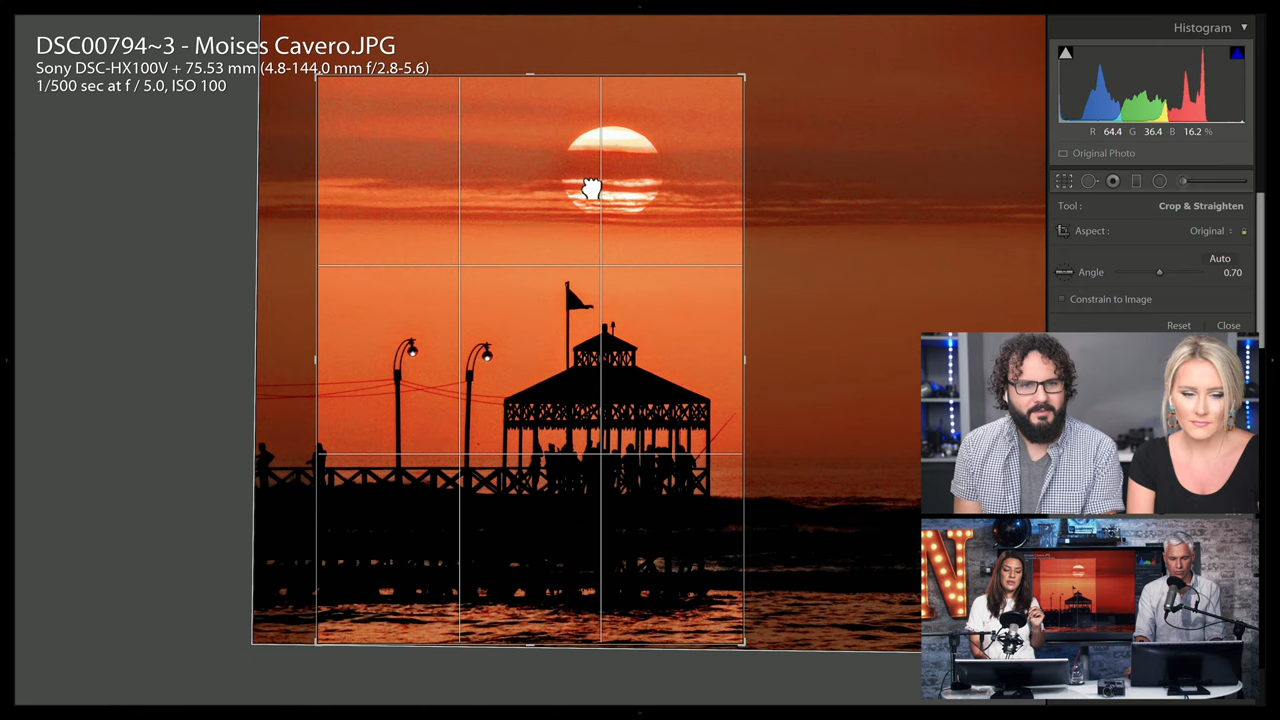 DSC00794~3 - Moises Cavero.JPG
Sony DSC-HX100V + 75.53 mm (4.8-144.0 mm f/2.8-5.6)
1/500 sec at f / 5.0, ISO 100
Histogram
R 64.4 G 36.4 B 16.2 %
Original Photo
Tool : Crop & Straighten
Aspect : Original
Auto
Angle 0.70
Constrain to Image
Reset Close
N